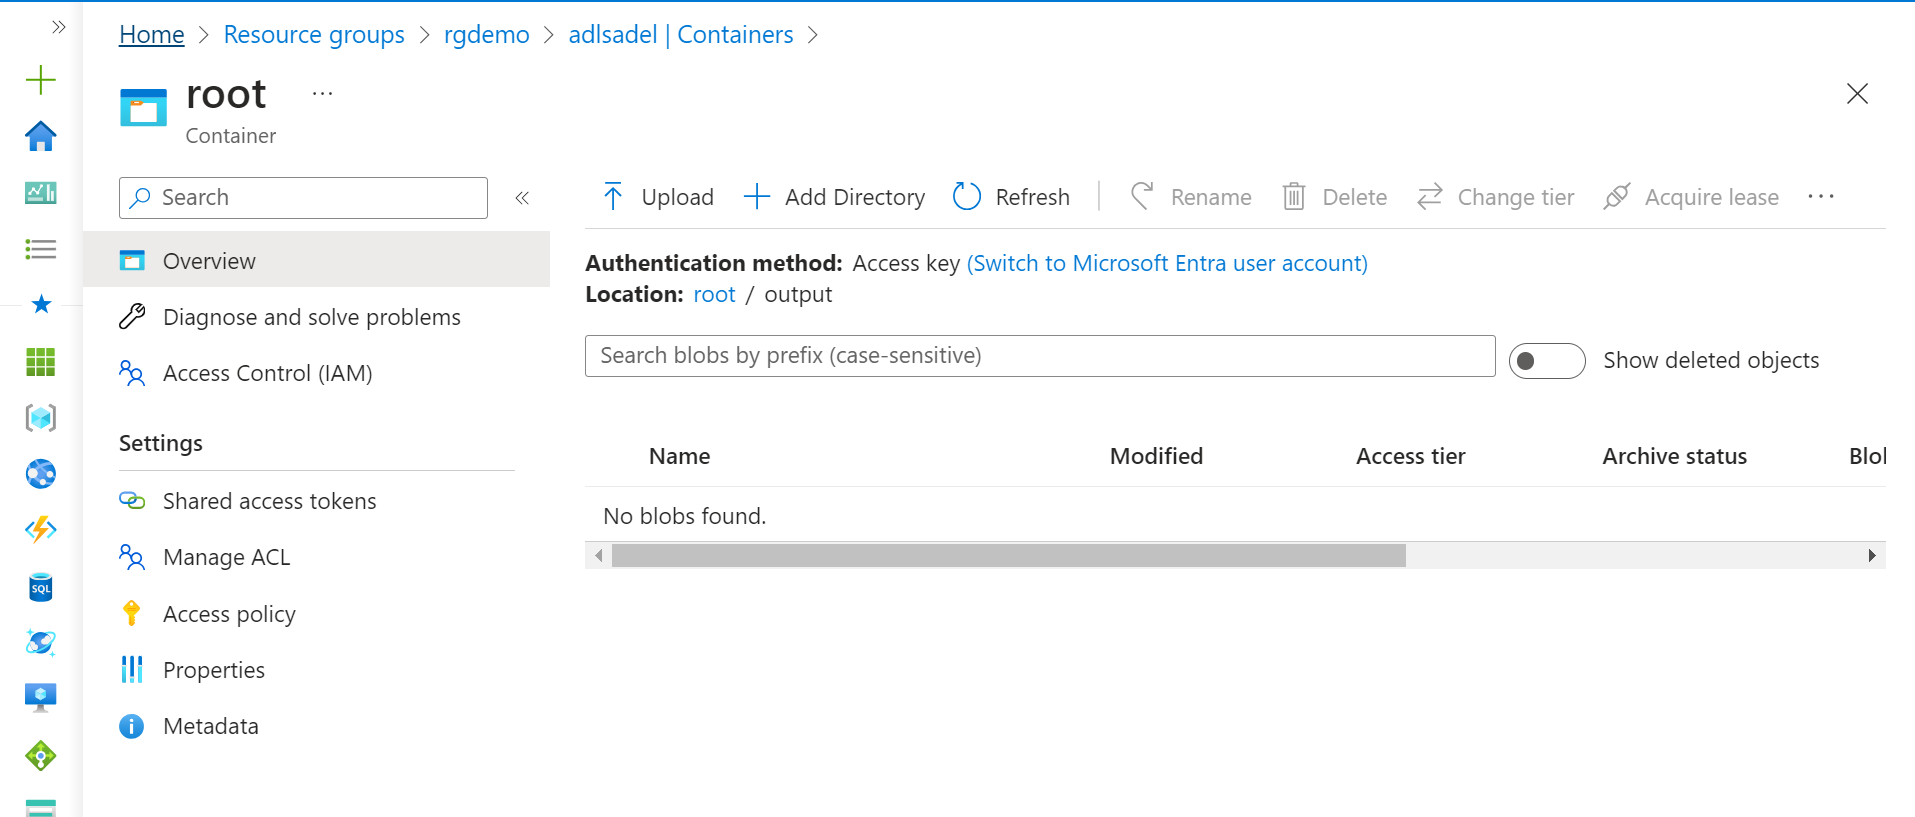 Home > Resource groups > rgdemo > adlsadel | Containers >
root ...
Container
Search
Overview
Diagnose and solve problems
Access Control (IAM)
Settings
Shared access tokens
Manage ACL
Access policy
Properties
Metadata
Upload Add Directory Refresh Rename Delete Change tier Acquire lease ...
Authentication method: Access key (Switch to Microsoft Entra user account)
Location: root / output
Search blobs by prefix (case-sensitive) Show deleted objects
Name Modified Access tier Archive status
No blobs found.
SQL